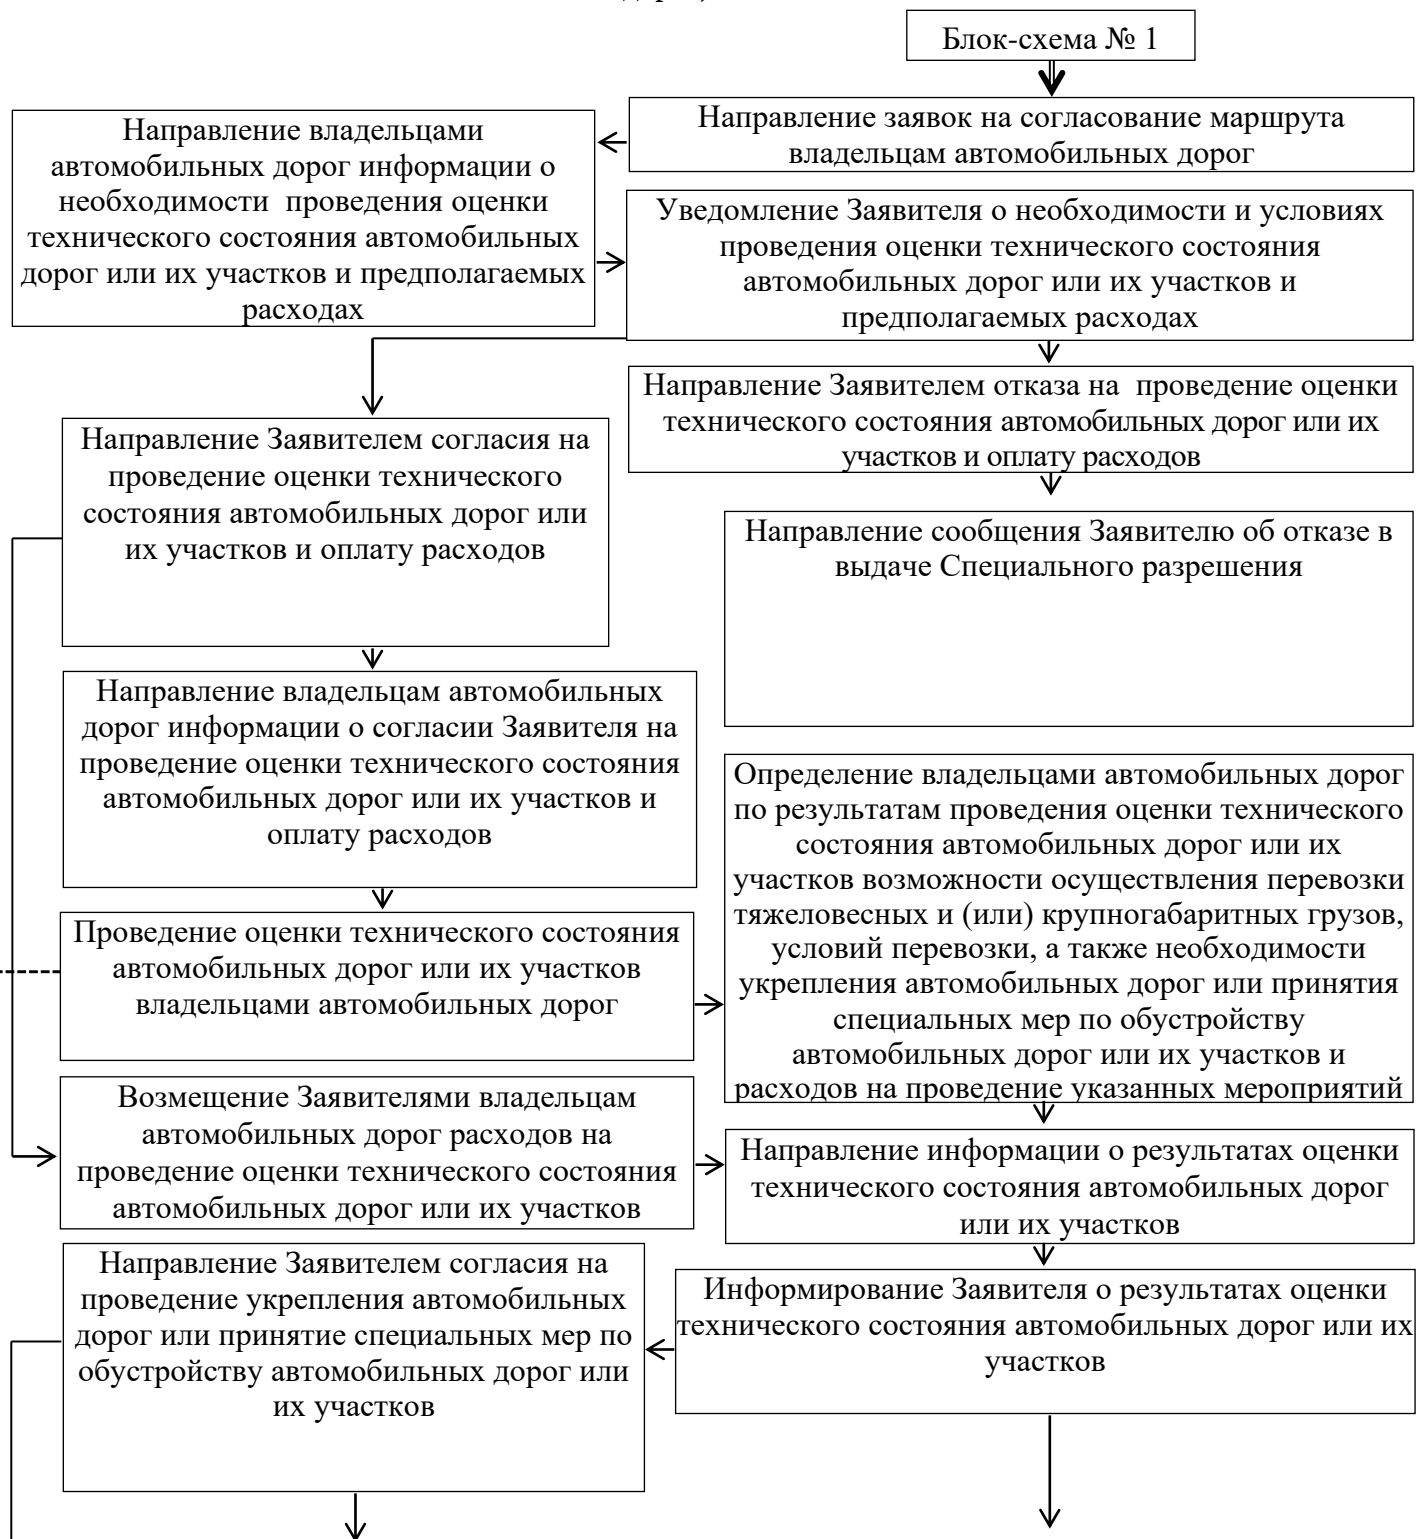 Блок-схема № 1
Направление заявок на согласование маршрута
владельцам автомобильных дорог
Направление владельцами
автомобильных дорог информации о
необходимости  проведения оценки
технического состояния автомобильных
дорог или их участков и предполагаемых
расходах
Уведомление Заявителя о необходимости и условиях
проведения оценки технического состояния
автомобильных дорог или их участков и
предполагаемых расходах
Направление Заявителем отказа на  проведение оценки
технического состояния автомобильных дорог или их
участков и оплату расходов
Направление Заявителем согласия на
проведение оценки технического
состояния автомобильных дорог или
их участков и оплату расходов
Направление сообщения Заявителю об отказе в
выдаче Специального разрешения
Направление владельцам автомобильных
дорог информации о согласии Заявителя на
проведение оценки технического состояния
автомобильных дорог или их участков и
оплату расходов
Определение владельцами автомобильных дорог
по результатам проведения оценки технического
состояния автомобильных дорог или их
участков возможности осуществления перевозки
тяжеловесных и (или) крупногабаритных грузов,
условий перевозки, а также необходимости
укрепления автомобильных дорог или принятия
специальных мер по обустройству
автомобильных дорог или их участков и
расходов на проведение указанных мероприятий
Проведение оценки технического состояния
автомобильных дорог или их участков
владельцами автомобильных дорог
Возмещение Заявителями владельцам
автомобильных дорог расходов на
проведение оценки технического состояния
автомобильных дорог или их участков
Направление информации о результатах оценки
технического состояния автомобильных дорог
или их участков
Направление Заявителем согласия на
проведение укрепления автомобильных
дорог или принятие специальных мер по
обустройству автомобильных дорог или
их участков
Информирование Заявителя о результатах оценки
технического состояния автомобильных дорог или их
участков